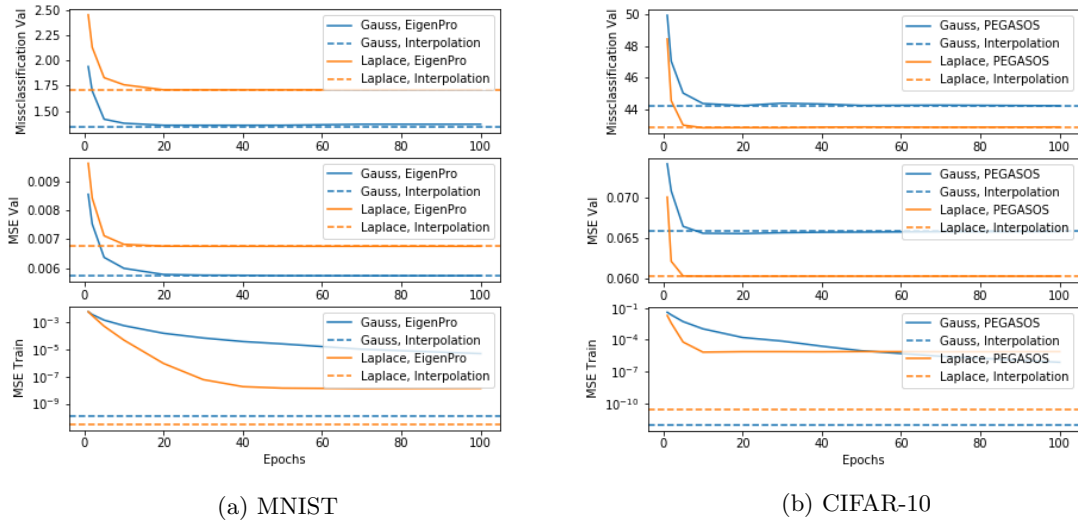 Missclassification Val
2.50
2.25
2.00
1.75
1.50
Gauss, EigenPro
Gauss, Interpolation
Laplace, EigenPro
Laplace, Interpolation
0 20 40 60 80 100
MSE Val
0.009
0.008
0.007
0.006
Gauss, EigenPro
Gauss, Interpolation
Laplace, EigenPro
Laplace, Interpolation
0 20 40 60 80 100
MSE Train
10⁻³
10⁻⁵
10⁻⁷
10⁻⁹
Gauss, EigenPro
Gauss, Interpolation
Laplace, EigenPro
Laplace, Interpolation
0 20 40 60 80 100
Epochs
(a) MNIST
Missclassification Val
50
48
46
44
Gauss, PEGASOS
Gauss, Interpolation
Laplace, PEGASOS
Laplace, Interpolation
0 20 40 60 80 100
MSE Val
0.070
0.065
0.060
Gauss, PEGASOS
Gauss, Interpolation
Laplace, PEGASOS
Laplace, Interpolation
0 20 40 60 80 100
MSE Train
10⁻¹
10⁻⁴
10⁻⁷
10⁻¹⁰
Gauss, PEGASOS
Gauss, Interpolation
Laplace, PEGASOS
Laplace, Interpolation
0 20 40 60 80 100
Epochs
(b) CIFAR-10